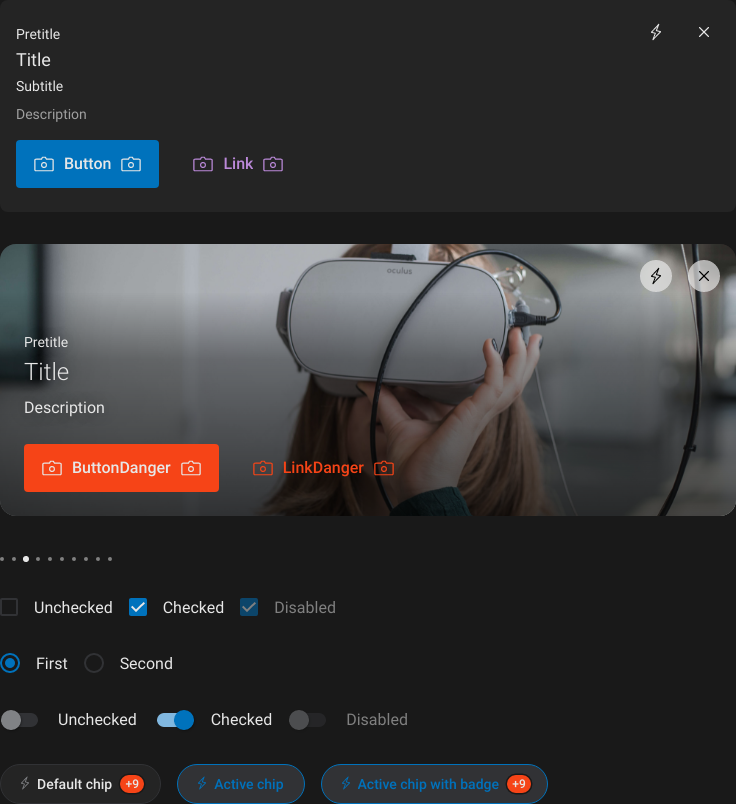 Pretitle
Title
Subtitle
Description
Button Link
oculus
Pretitle
Title
Description
ButtonDanger LinkDanger
Unchecked Checked Disabled
First Second
Unchecked Checked Disabled
Default chip +9 Active chip Active chip with badge +9